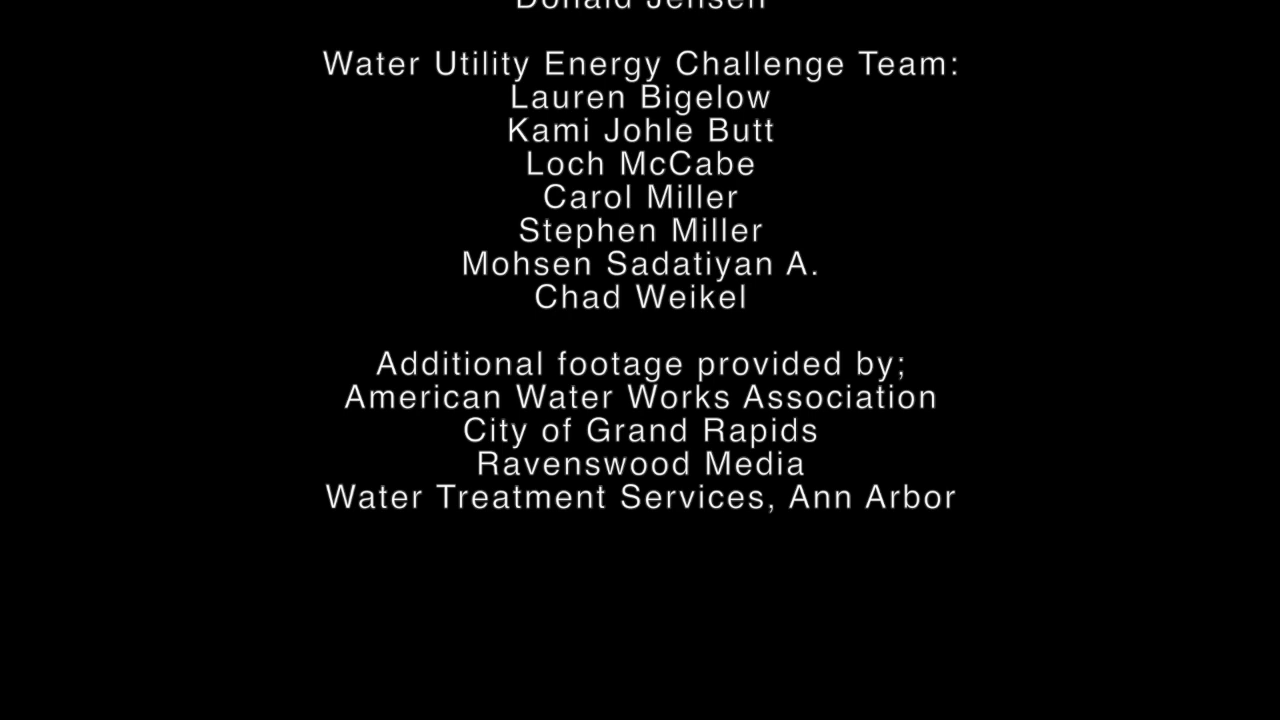 Donald Jensen
Water Utility Energy Challenge Team:
Lauren Bigelow
Kami Johle Butt
Loch McCabe
Carol Miller
Stephen Miller
Mohsen Sadatiyan A.
Chad Weikel
Additional footage provided by;
American Water Works Association
City of Grand Rapids
Ravenswood Media
Water Treatment Services, Ann Arbor